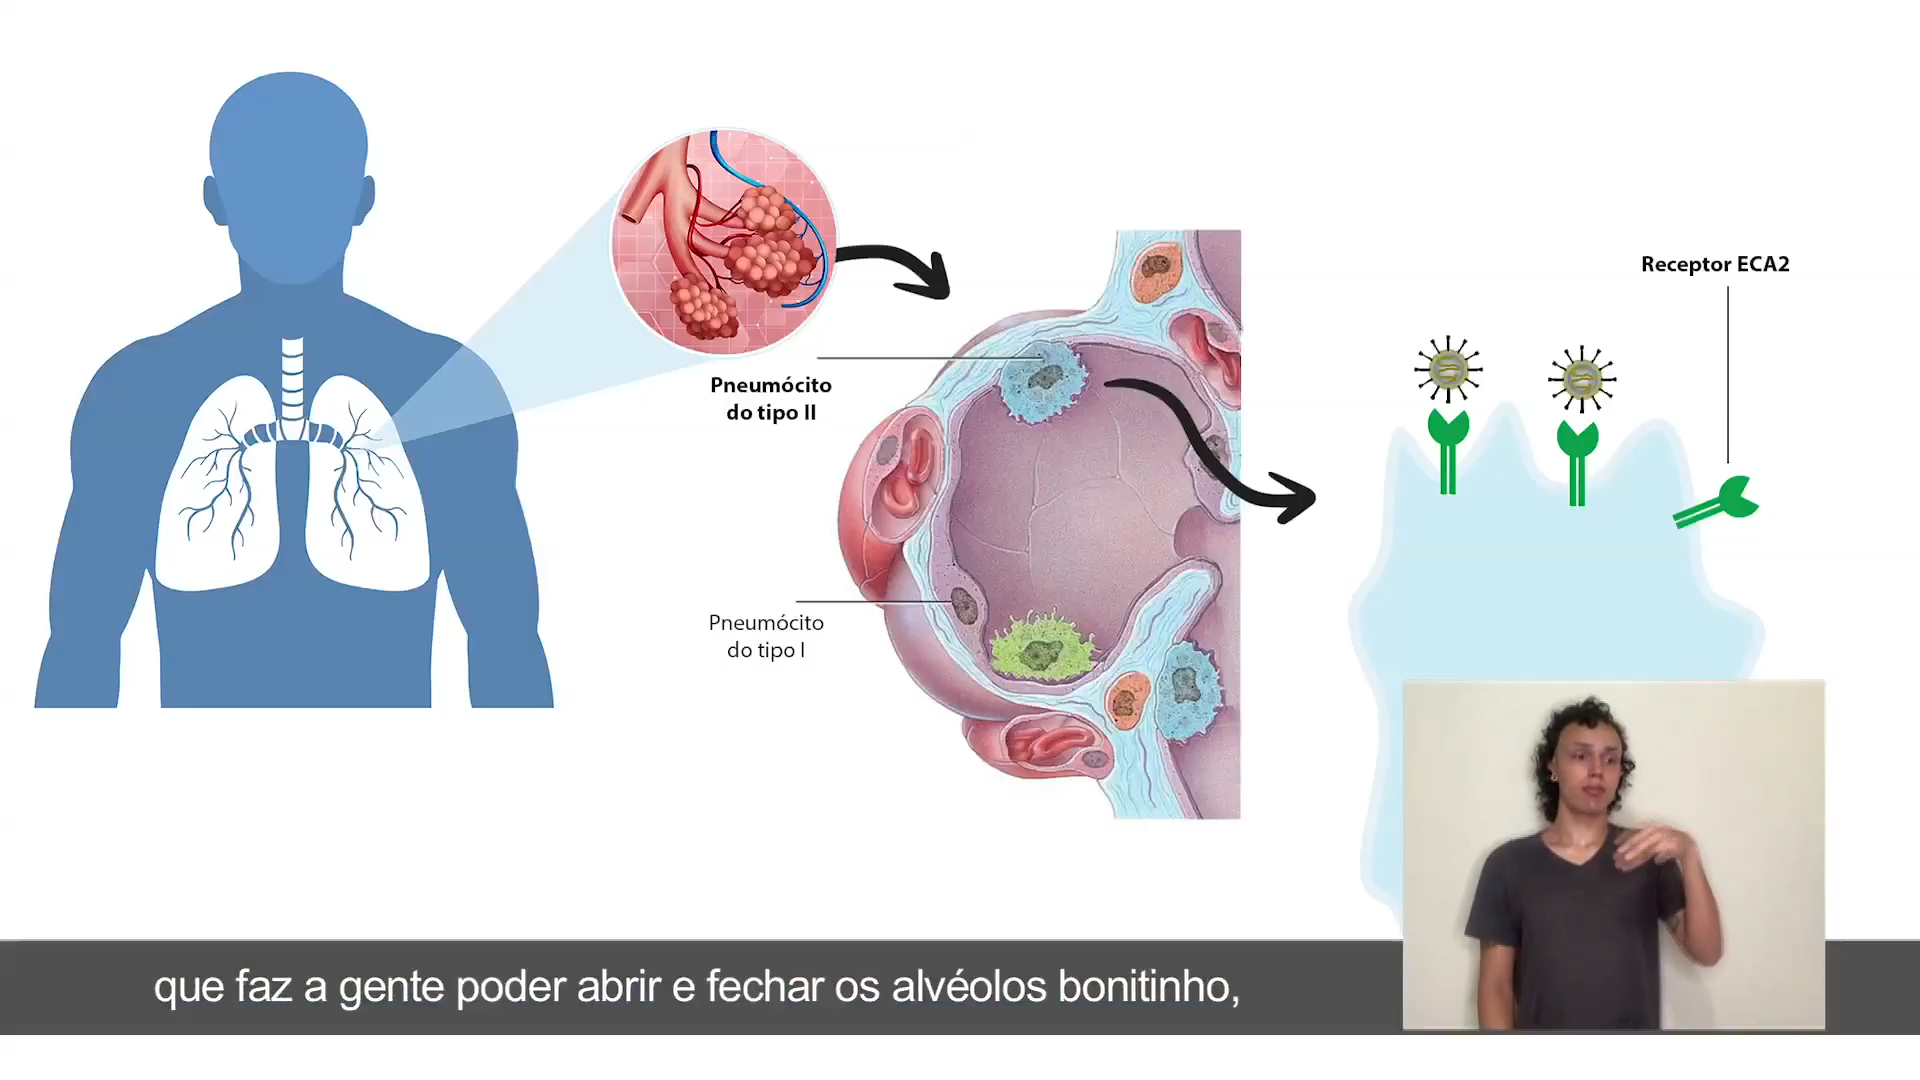 Receptor ECA2
Pneumócito
do tipo II
Pneumócito
do tipo I
que faz a gente poder abrir e fechar os alvéolos bonitinho,